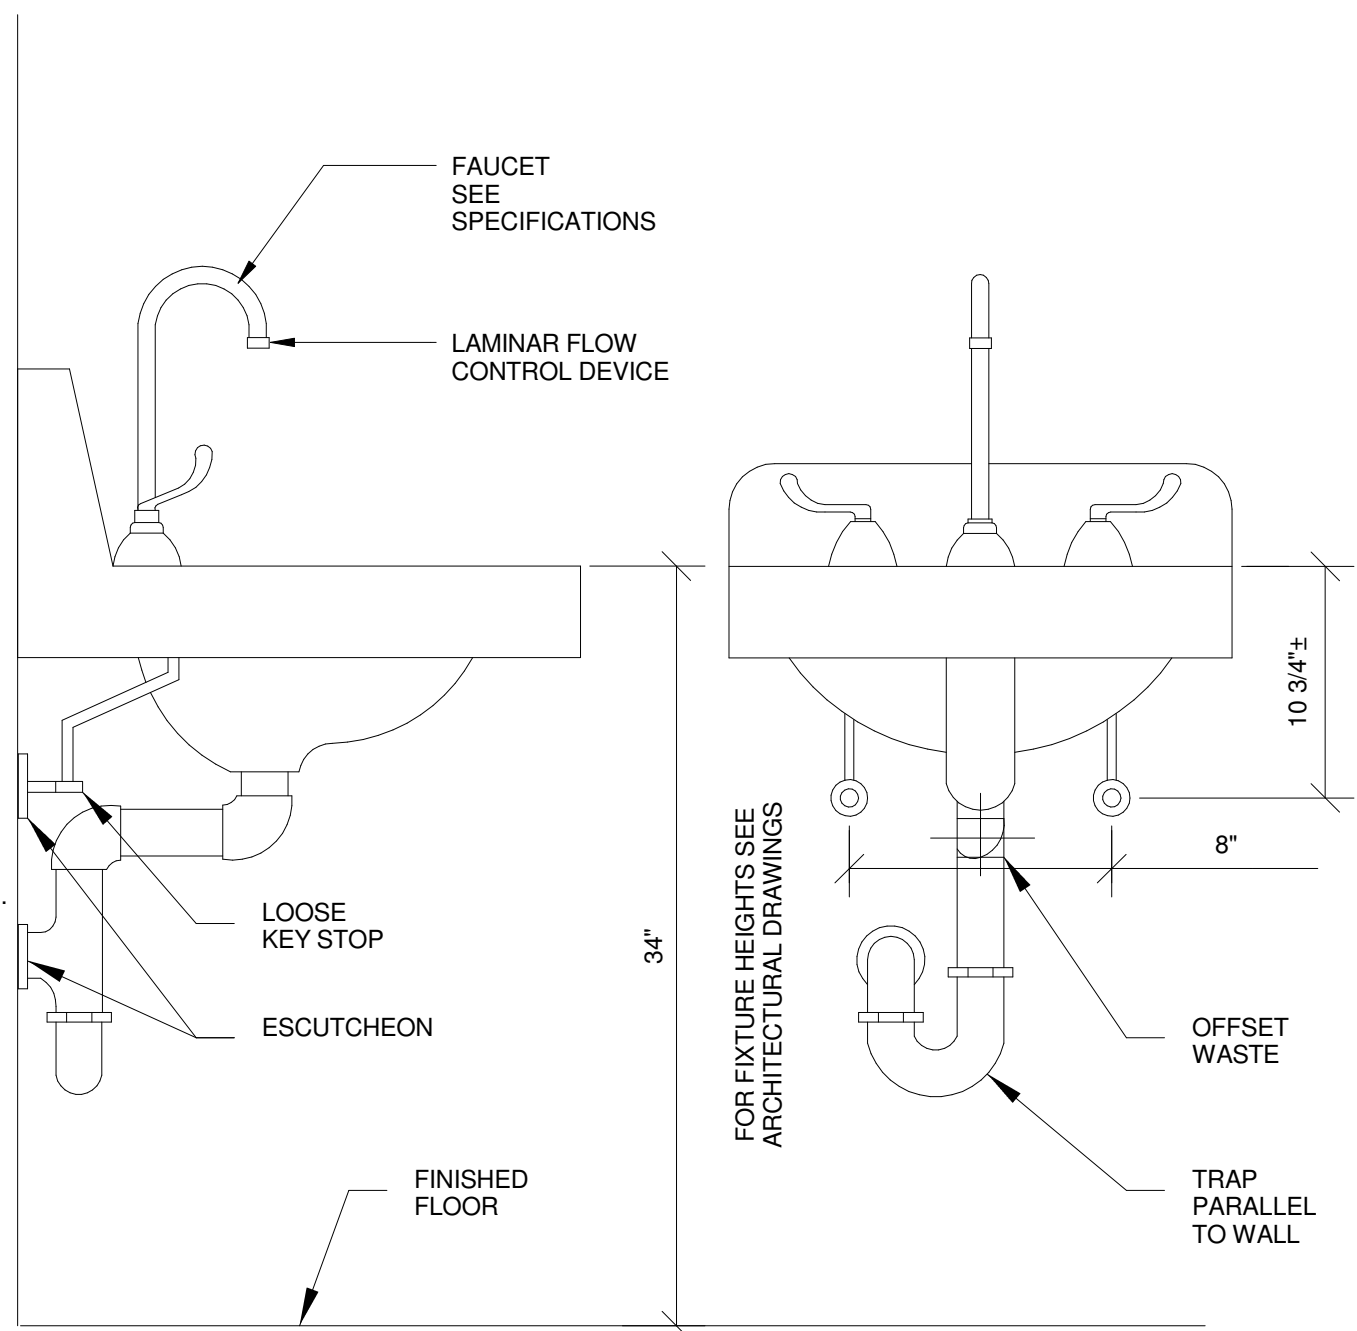 FAUCET
SEE
SPECIFICATIONS
LAMINAR FLOW
CONTROL DEVICE
10 3/4"±
8"
34"
FOR FIXTURE HEIGHTS SEE
ARCHITECTURAL DRAWINGS
LOOSE
KEY STOP
ESCUTCHEON
OFFSET
WASTE
FINISHED
FLOOR
TRAP
PARALLEL
TO WALL